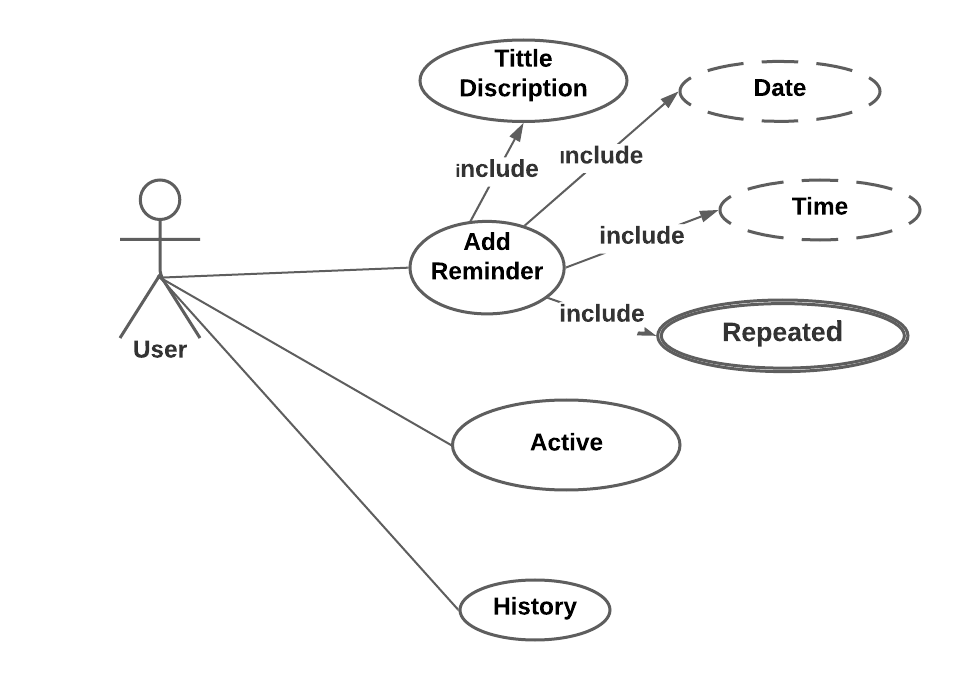 Tittle
Discription
Date
include
include
Time
include
Add
Reminder
include
Repeated
User
Active
History